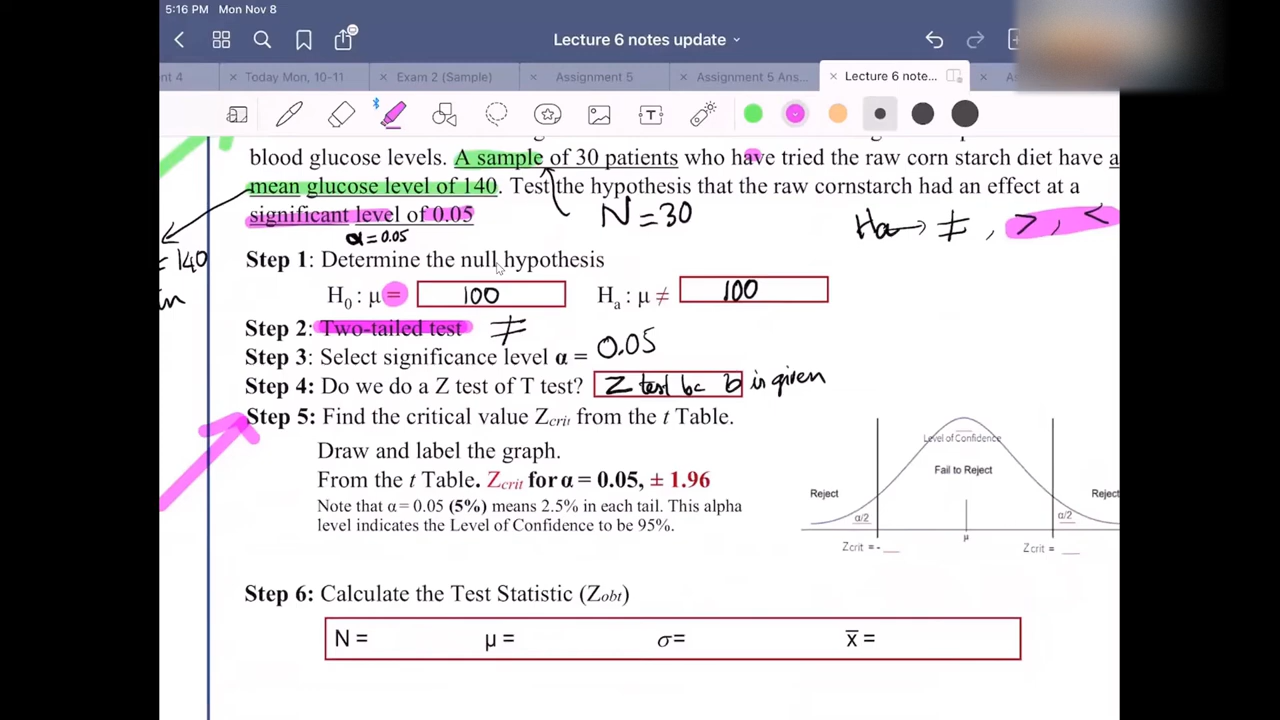 5:16 PM Mon Nov 8
Lecture 6 notes update
nt 4
Today Mon, 10-11
Exam 2 (Sample)
Assignment 5
Assignment 5 Ans...
Lecture 6 note...
blood glucose levels. A sample of 30 patients who have tried the raw corn starch diet have a
mean glucose level of 140. Test the hypothesis that the raw cornstarch had an effect at a
significant level of 0.05
N = 30
Ha → ≠ , > , <
α = 0.05
= 140
Step 1: Determine the null hypothesis
H0 : μ = 100 Ha : μ ≠ 100
Step 2: Two-tailed test ≠
Step 3: Select significance level α = 0.05
Step 4: Do we do a Z test of T test? Z test bc is given
Step 5: Find the critical value Zcrit from the t Table.
Draw and label the graph.
From the t Table. Zcrit for α = 0.05, ± 1.96
Note that α = 0.05 (5%) means 2.5% in each tail. This alpha
level indicates the Level of Confidence to be 95%.
Level of Confidence
Fail to Reject
Reject
Reject
α/2
α/2
μ
Zcrit = - __
Zcrit = __
Step 6: Calculate the Test Statistic (Zobt)
N = μ = σ= x̅ =